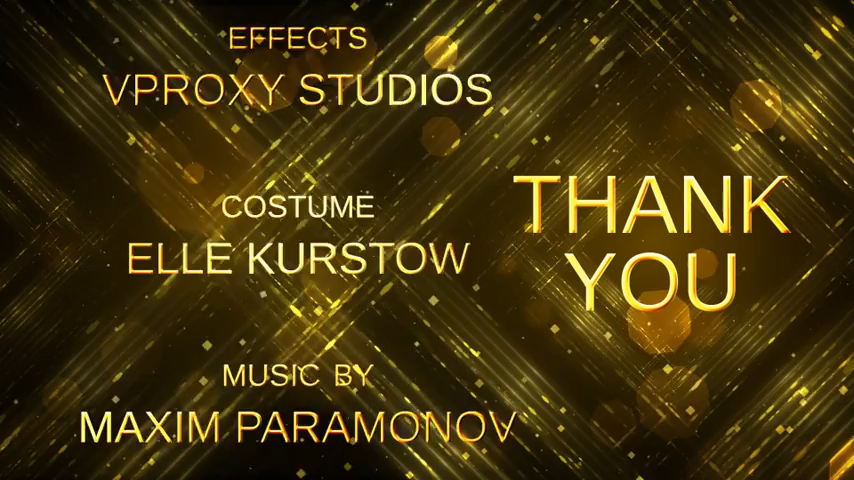 EFFECTS
VPROXY STUDIOS
COSTUME
ELLE KURSTOW
MUSIC BY
MAXIM PARAMONOV
THANK
YOU